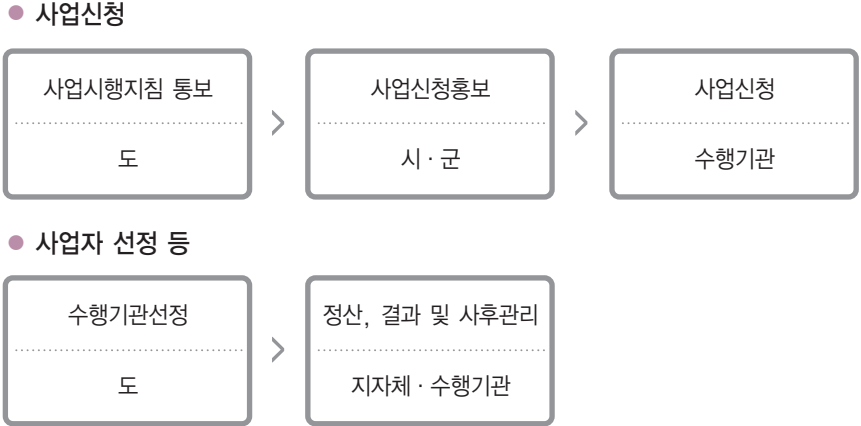 사업신청
사업시행지침 통보
도
사업신청홍보
시 · 군
사업신청
수행기관
사업자 선정 등
수행기관선정
도
정산, 결과 및 사후관리
지자체 · 수행기관